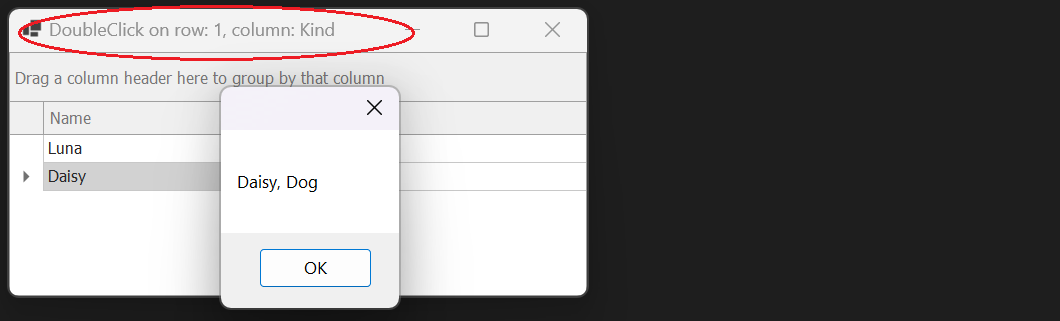 DoubleClick on row: 1, column: Kind
Drag a column header here to group by that column
Name
Luna
Daisy
Daisy, Dog
OK